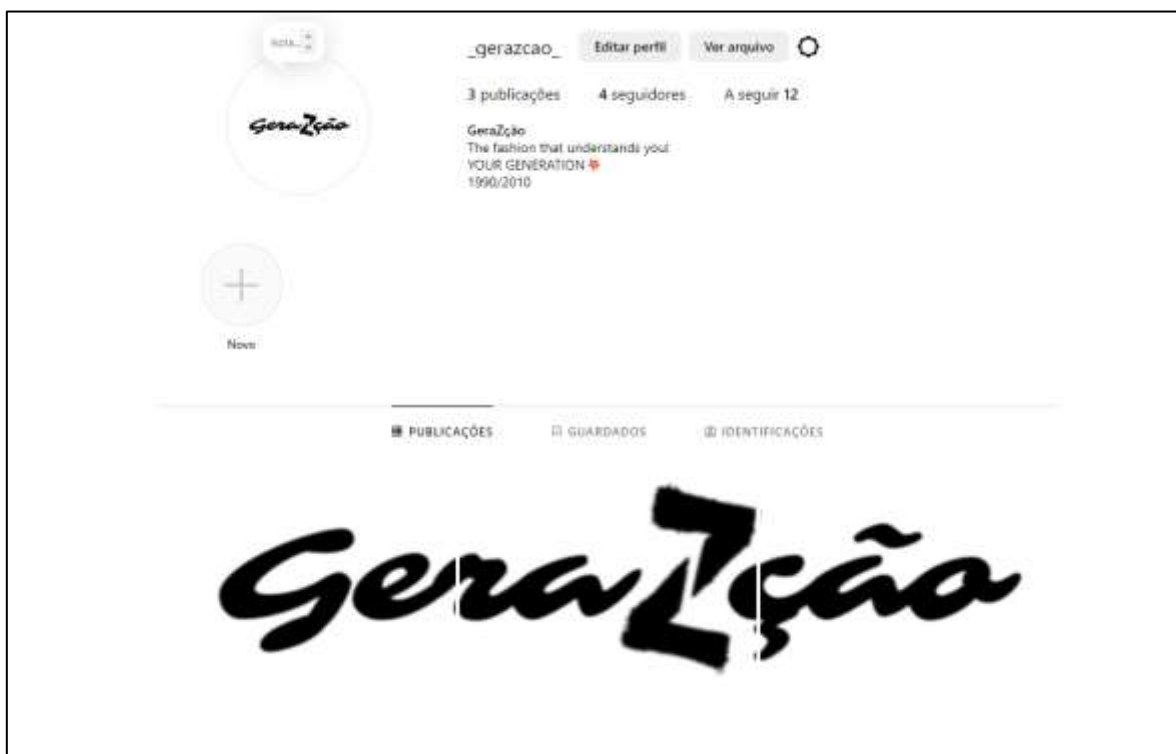 Nota...
_gerazcao_ Editar perfil Ver arquivo
3 publicações 4 seguidores A seguir 12
GeraZção
GeraZção
The fashion that understands you!
YOUR GENERATION
1990/2010
Novo
PUBLICAÇÕES GUARDADOS IDENTIFICAÇÕES
GeraZção